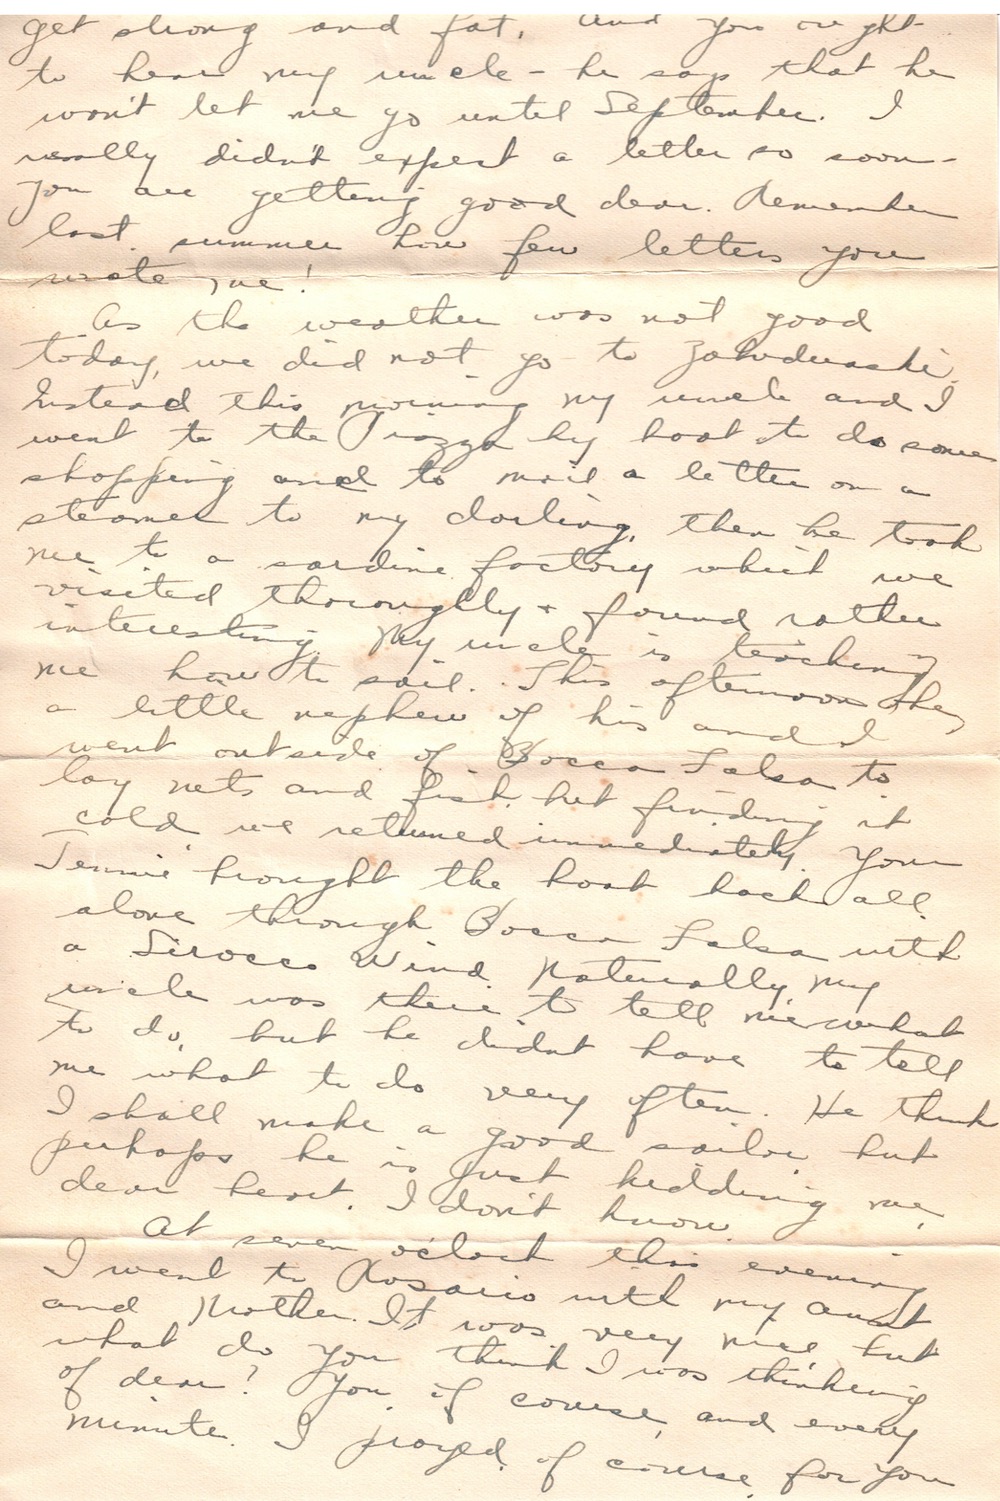 get strong and fat. And you ought
to hear my uncle - he says that he
won't let me go until September. I
really didn't expect a letter so soon -
you are getting good dear. Remember
last summer how few letters you
wrote me!
As the weather was not good
today, we did not go to
Instead this morning my uncle and I
went to the Piazza by boat to do some
shopping and to mail a letter on a
steamer to my darling, then he took
me to a sardine factory which we
visited thoroughly + found rather
interesting. My uncle is teaching
me how to sail. This afternoon he,
a little nephew of his and I
went outside of Bocca Falsa to
lay nets and fish but finding it
cold we returned immediately. Your
Jennie brought the boat back all
alone through Bocca Falsa with
a Sirocco Wind. Naturally, my
uncle was there to tell me what
to do, but he didnt have to tell
me what to do very often. He thinks
I shall make a good sailor but
perhaps he is just kidding me,
dear heart. I don't know.
At seven o'clock this evening
I went to Rosario with my aunt
and Mother. It was very nice, but
what do you think I was thinking
of dear? You, of course, and every
minute. I prayed, of course, for you